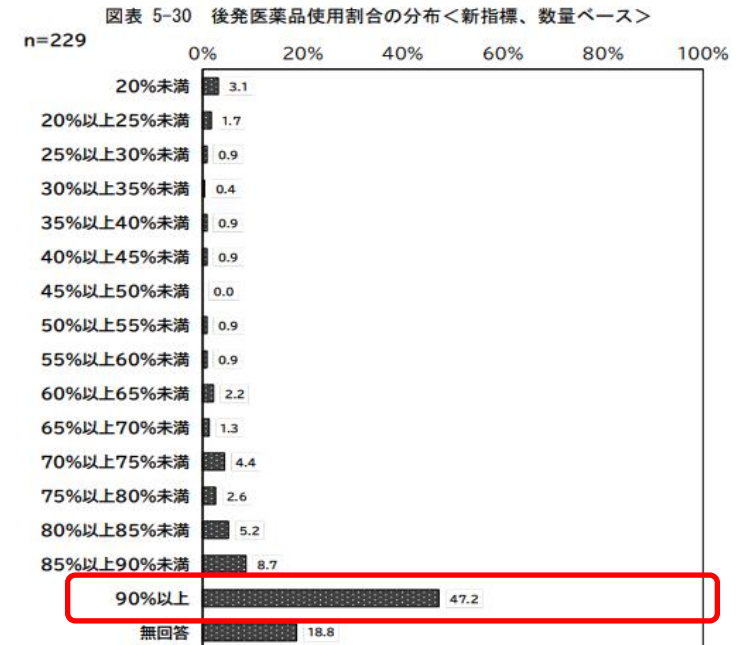 図表 5-30 後発医薬品使用割合の分布＜新指標、数量ベース＞
n=229
0% 20% 40% 60% 80% 100%
20%未満 3.1
20%以上25%未満 1.7
25%以上30%未満 0.9
30%以上35%未満 0.4
35%以上40%未満 0.9
40%以上45%未満 0.9
45%以上50%未満 0.0
50%以上55%未満 0.9
55%以上60%未満 0.9
60%以上65%未満 2.2
65%以上70%未満 1.3
70%以上75%未満 4.4
75%以上80%未満 2.6
80%以上85%未満 5.2
85%以上90%未満 8.7
90%以上 47.2
無回答 18.8